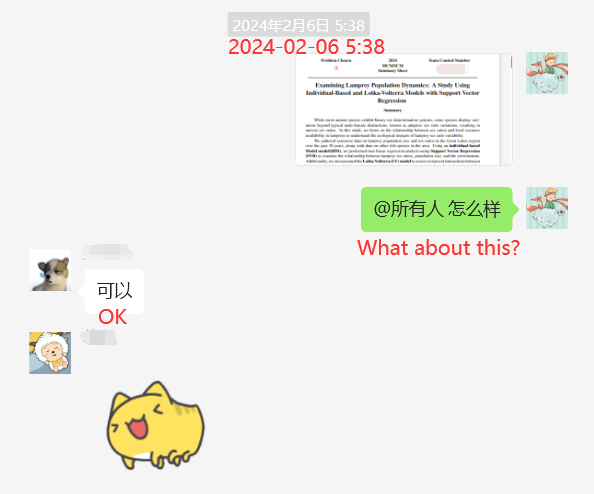 2024年2月6日 5:38
2024-02-06 5:38
Problem Chosen
A
2024
MCM/ICM
Summary Sheet
Team Control Number
Examining Lamprey Population Dynamics: A Study Using
Individual-Based and Lotka-Volterra Models with Support Vector
Regression
Summary
While most animal species exhibit binary sex determination systems, some species display vari-
ations beyond typical male-female distinctions, known as adaptive sex ratio variations, resulting in
uneven sex ratios. In this study, we focus on the relationship between sex ratios and local resource
availability in lampreys to understand the ecological impacts of lamprey sex ratio variability.
We gathered extensive data on lamprey population size and sex ratios in the Great Lakes region
over the past 30 years, along with data on other fish species in the area. Using an individual-based
Model model(IBM), we performed non-linear regression analysis using Support Vector Regression
(SVR) to examine the relationship between lamprey sex ratios, population size, and the environment.
Additionally, we incorporated the Lotka-Volterra (LV) model to assess reciprocal interactions between
@所有人 怎么样
What about this?
可以
OK